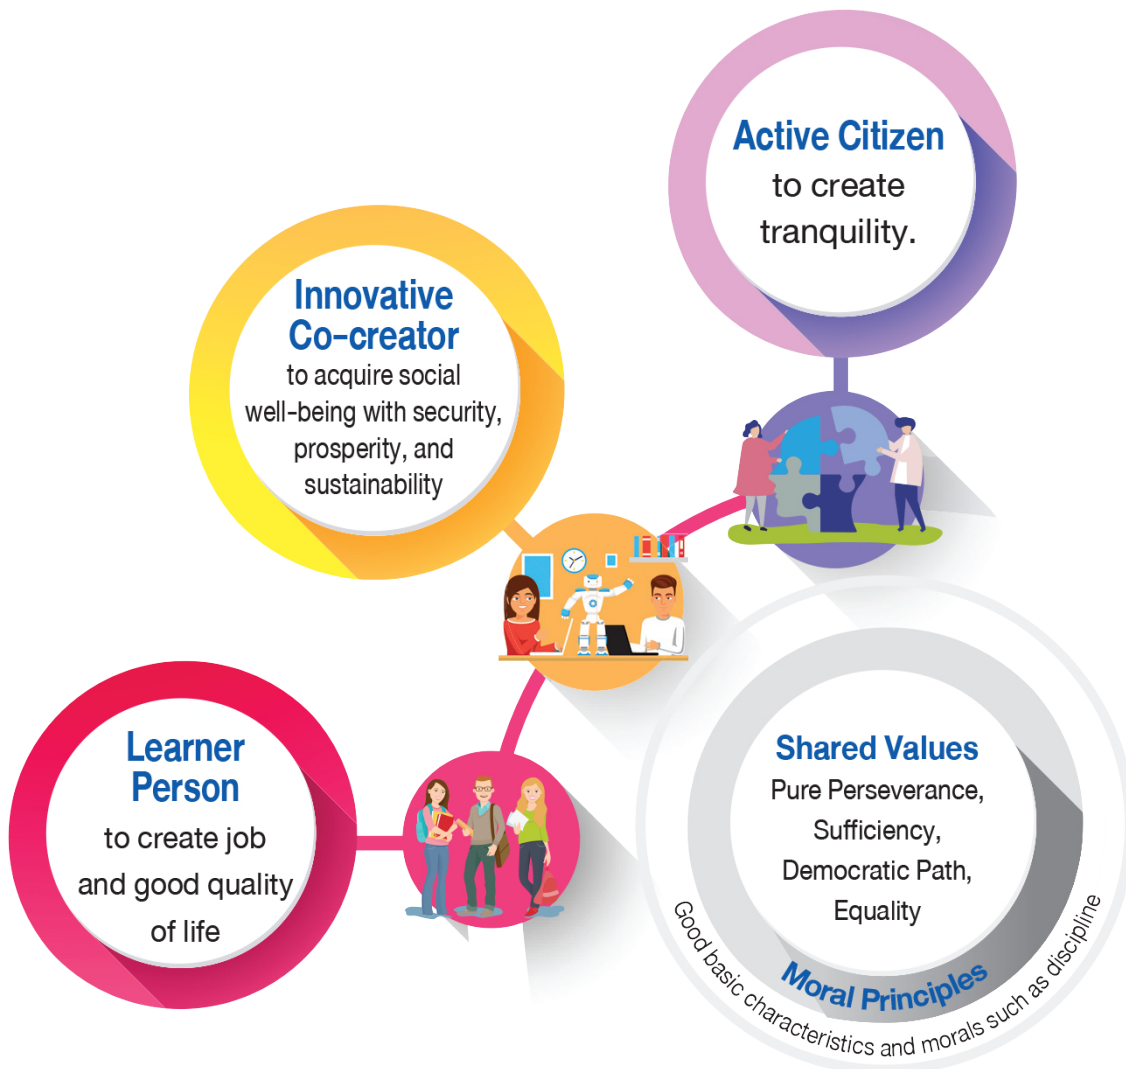 Active Citizen
to create
tranquility.
Innovative
Co-creator
to acquire social
well-being with security,
prosperity, and
sustainability
Learner
Person
to create job
and good quality
of life
Shared Values
Pure Perseverance,
Sufficiency,
Democratic Path,
Equality
Moral Principles
Good basic characteristics and morals such as discipline